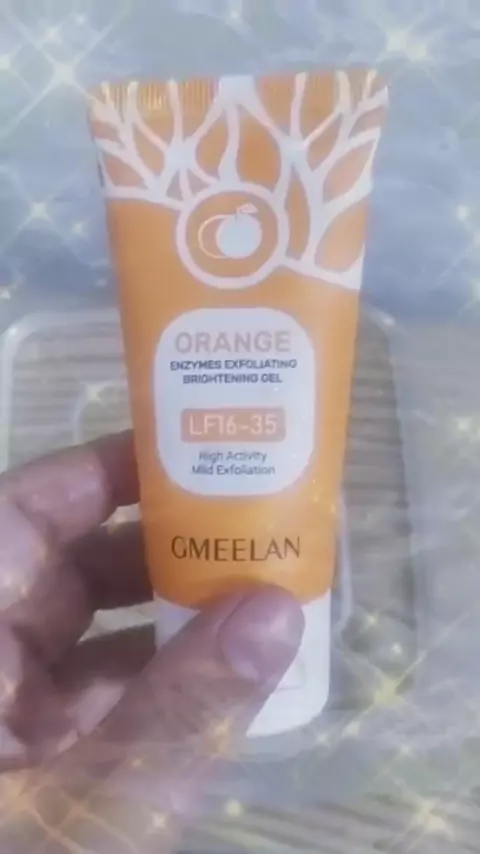 ORANGE
ENZYMES EXFOLIATING
BRIGHTENING GEL
LF16-35
High Activity
Mild Exfoliation
GMEELAN